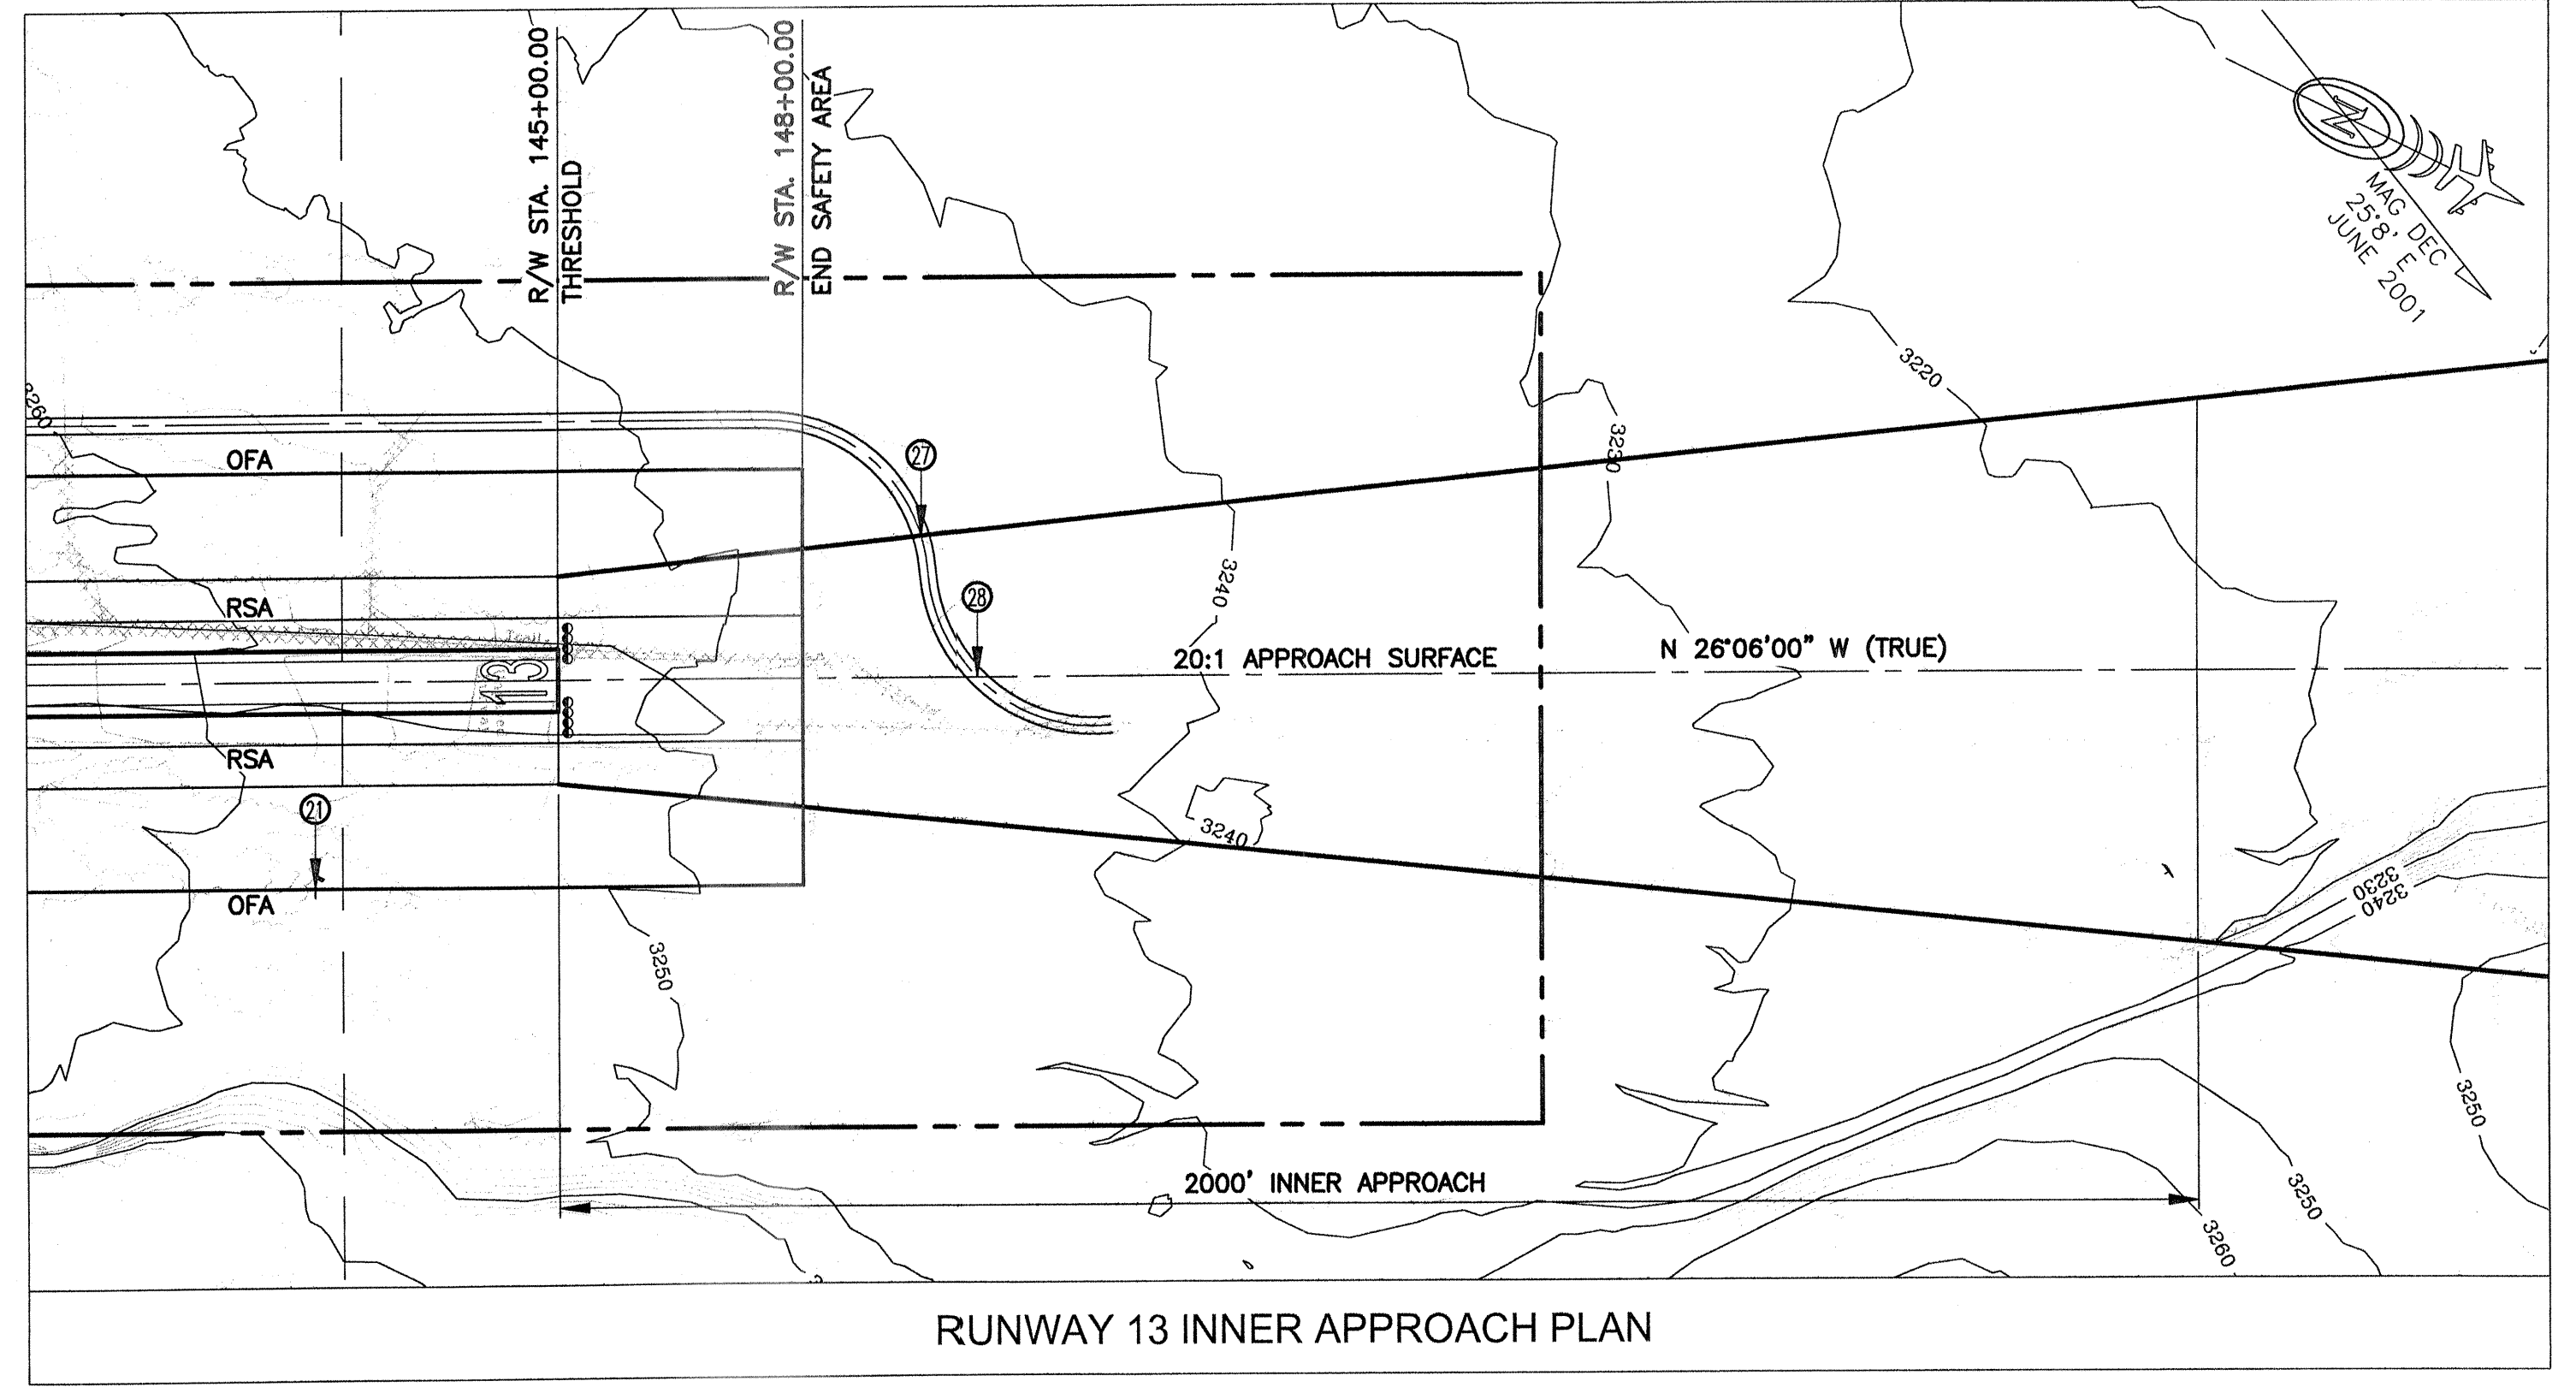 R/W STA. 145+00.00
THRESHOLD
R/W STA. 148+00.00
END SAFETY AREA
N
MAG DEC
25°8' E
JUNE 2001
3260
3220
3230
OFA
27
28
3240
RSA
13
20:1 APPROACH SURFACE
N 26°06'00" W (TRUE)
RSA
21
3240
OFA
3230
3240
3250
3250
3250
3260
2000' INNER APPROACH
RUNWAY 13 INNER APPROACH PLAN